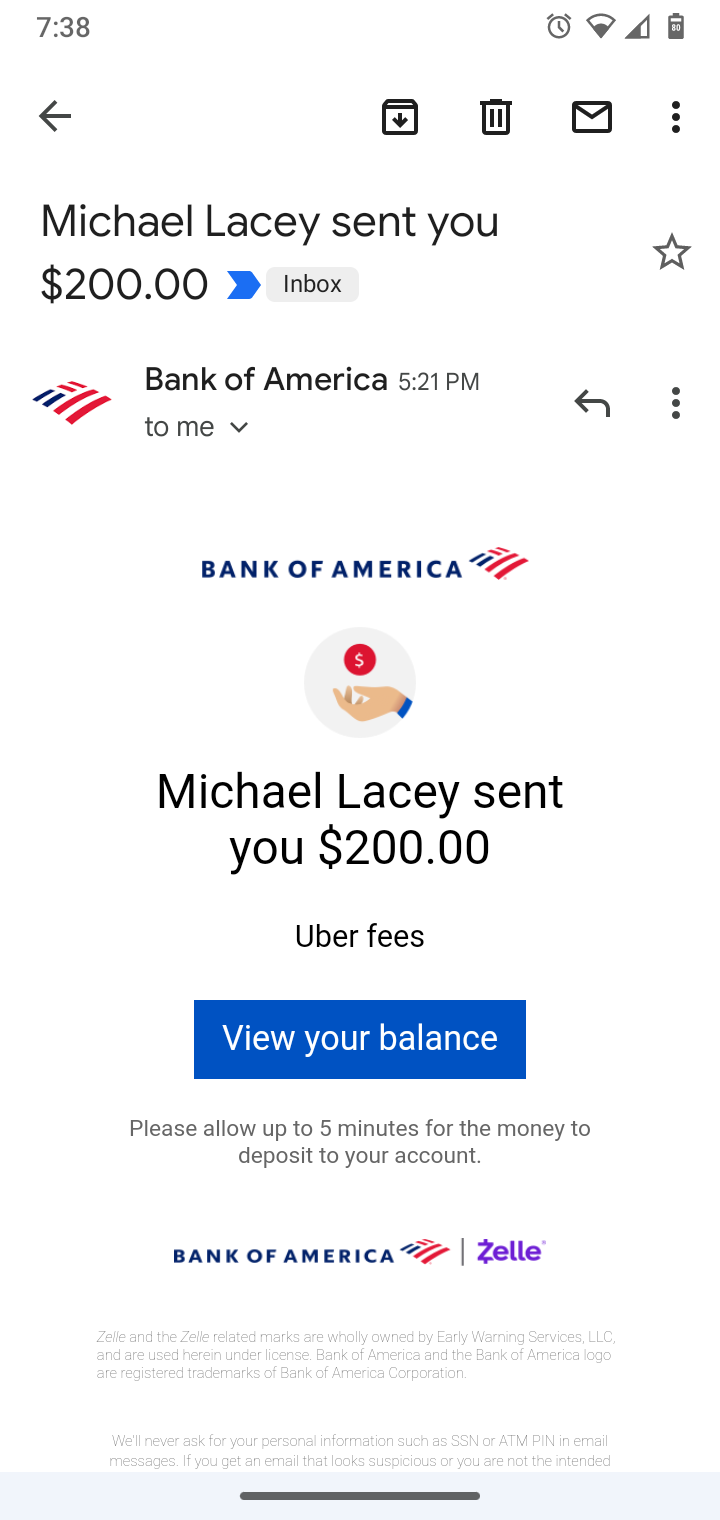 7:38
80
Michael Lacey sent you
$200.00 Inbox
Bank of America 5:21 PM
to me
BANK OF AMERICA
$
Michael Lacey sent
you $200.00
Uber fees
View your balance
Please allow up to 5 minutes for the money to
deposit to your account.
BANK OF AMERICA | Zelle®
Zelle and the Zelle related marks are wholly owned by Early Warning Services, LLC,
and are used herein under license. Bank of America and the Bank of America logo
are registered trademarks of Bank of America Corporation.
We'll never ask for your personal information such as SSN or ATM PIN in email
messages. If you get an email that looks suspicious or you are not the intended